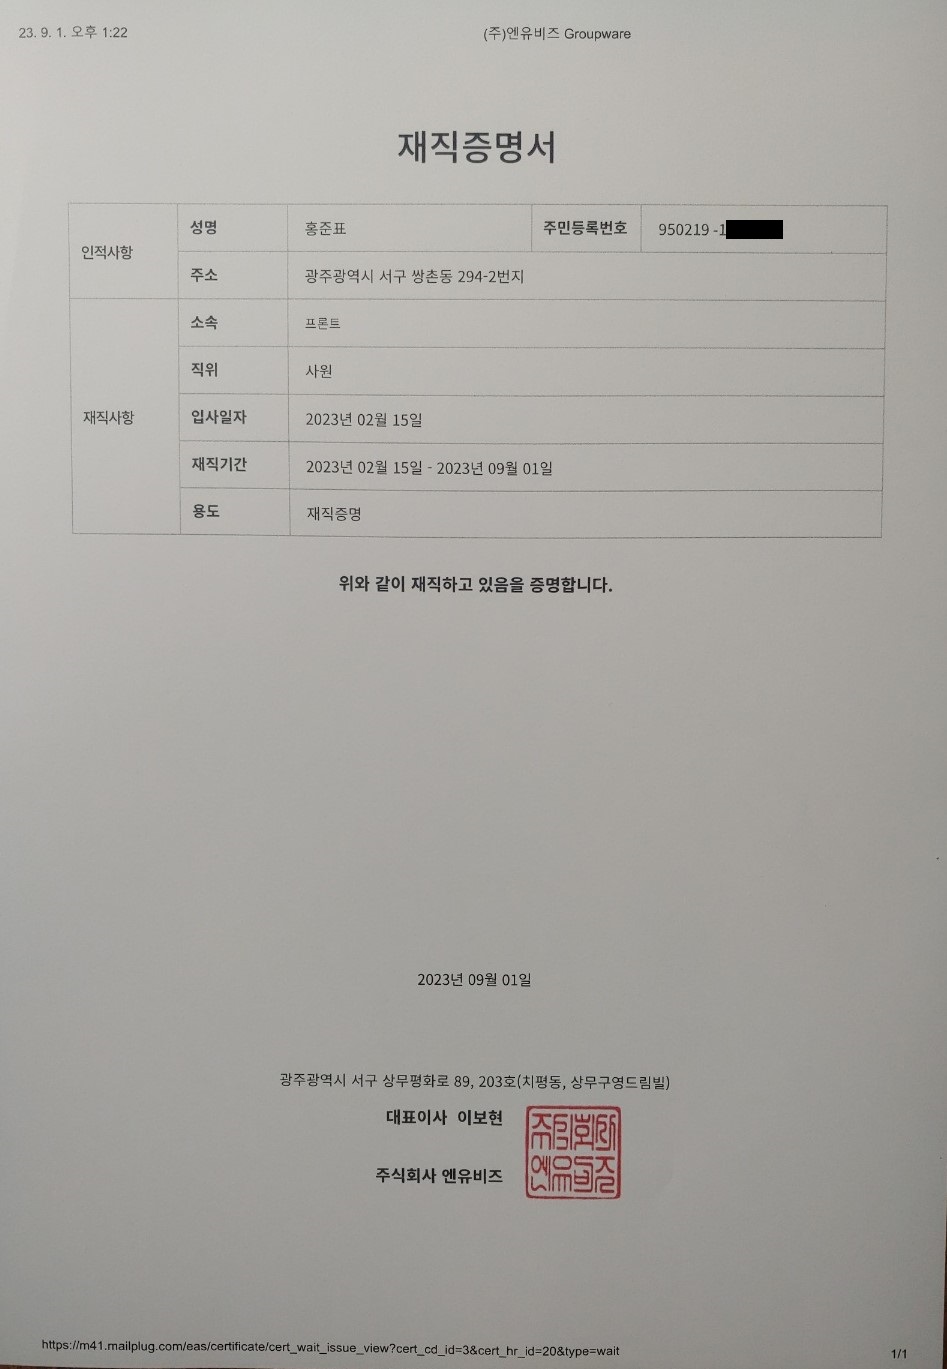 23. 9. 1. 오후 1:22 (주)엔유비즈 Groupware
재직증명서
인적사항
성명 홍준표 주민등록번호 950219 -1
주소 광주광역시 서구 쌍촌동 294-2번지
재직사항
소속 프론트
직위 사원
입사일자 2023년 02월 15일
재직기간 2023년 02월 15일 - 2023년 09월 01일
용도 재직증명
위와 같이 재직하고 있음을 증명합니다.
2023년 09월 01일
광주광역시 서구 상무평화로 89, 203호(치평동, 상무구영드림빌)
대표이사 이보현
주식회사 엔유비즈
주식회사
엔유비즈
https://m41.mailplug.com/eas/certificate/cert_wait_issue_view?cert_cd_id=3&cert_hr_id=20&type=wait 1/1